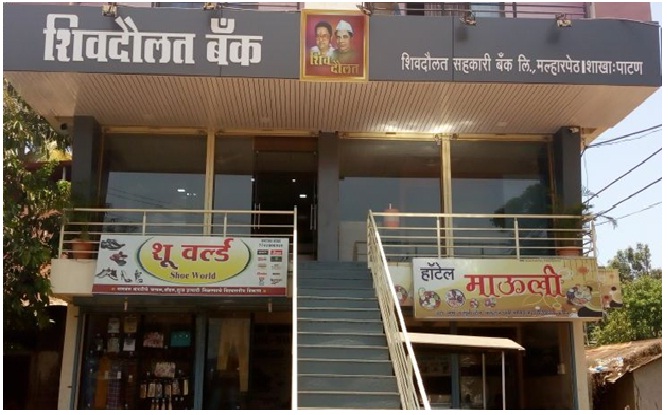 शिवदौलत बँक
शिव
दौलत
शिवदौलत सहकारी बँक लि.,मल्हारपेठ॥शाखाःपाटण
शू वर्ल्ड
Shoe World
हॉटेल माऊली